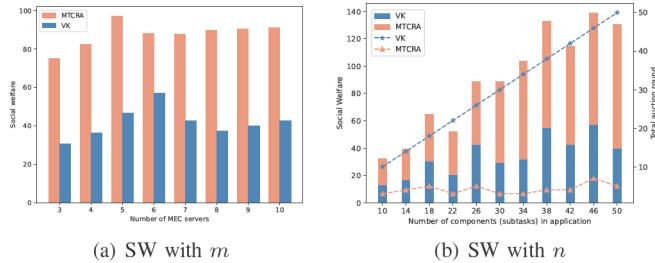 MTCRA
VK
100
80
60
40
20
0
Social welfare
3 4 5 6 7 8 9 10
Number of MEC servers
(a) SW with m
VK
MTCRA
VK
MTCRA
140
120
100
80
60
40
20
0
Social Welfare
50
40
30
20
10
Total auction round
10 14 18 22 26 30 34 38 42 46 50
Number of components (subtasks) in application
(b) SW with n